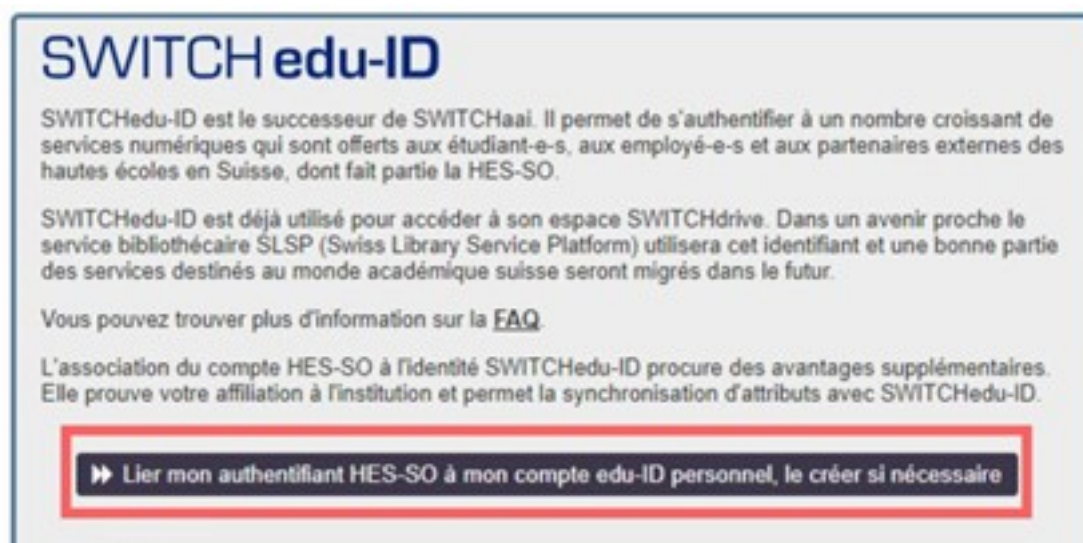 SWITCH edu-ID
SWITCHedu-ID est le successeur de SWITCHaai. Il permet de s'authentifier à un nombre croissant de
services numériques qui sont offerts aux étudiant-e-s, aux employé-e-s et aux partenaires externes des
hautes écoles en Suisse, dont fait partie la HES-SO.
SWITCHedu-ID est déjà utilisé pour accéder à son espace SWITCHdrive. Dans un avenir proche le
service bibliothécaire SLSP (Swiss Library Service Platform) utilisera cet identifiant et une bonne partie
des services destinés au monde académique suisse seront migrés dans le futur.
Vous pouvez trouver plus d'information sur la FAQ.
L'association du compte HES-SO à l'identité SWITCHedu-ID procure des avantages supplémentaires.
Elle prouve votre affiliation à l'institution et permet la synchronisation d'attributs avec SWITCHedu-ID.
Lier mon authentifiant HES-SO à mon compte edu-ID personnel, le créer si nécessaire